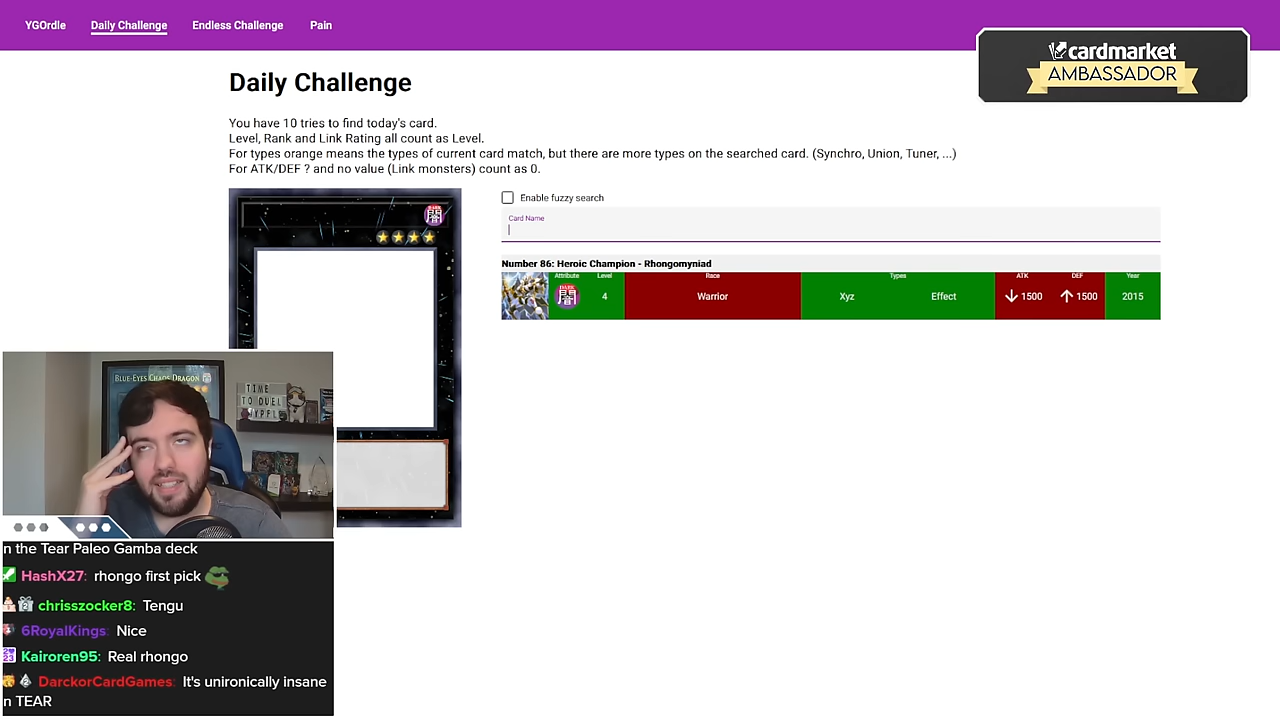 YGOrdle Daily Challenge Endless Challenge Pain
cardmarket
AMBASSADOR
Daily Challenge
You have 10 tries to find today's card.
Level, Rank and Link Rating all count as Level.
For types orange means the types of current card match, but there are more types on the searched card. (Synchro, Union, Tuner, ...)
For ATK/DEF ? and no value (Link monsters) count as 0.
DARK
闇
Enable fuzzy search
Card Name
Number 86: Heroic Champion - Rhongomyniad
Attribute Level Race Types ATK DEF Year
DARK
闇 4 Warrior Xyz Effect 1500 1500 2015
BLUE-EYES CHAOS DRAGON
TIME
TO DUEL
n the Tear Paleo Gamba deck
HashX27: rhongo first pick
chrisszocker8: Tengu
6RoyalKings: Nice
Kairoren95: Real rhongo
DarckorCardGames: It's unironically insane
n TEAR